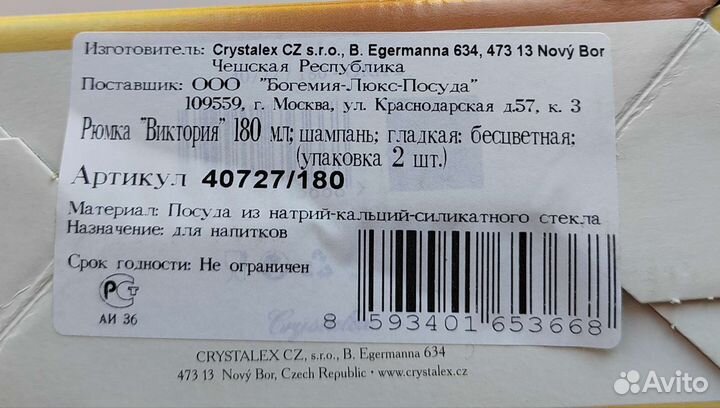 Изготовитель: Crystalex CZ s.r.o., B. Egermanna 634, 473 13 Nový Bor
Чешская Республика
Поставщик: ООО "Богемия-Люкс-Посуда"
109559, г. Москва, ул. Краснодарская д.57, к. 3
Рюмка "Виктория" 180 мл; шампань; гладкая: бесцветная;
(упаковка 2 шт.)
Артикул 40727/180
Материал: Посуда из натрий-кальций-силикатного стекла
Назначение: для напитков
Срок годности: Не ограничен
РСТ
АИ 36
8 593401 653668
Crystalex
CRYSTALEX CZ, s.r.o., B. Egermanna 634
473 13 Nový Bor, Czech Republic • www.crystalex.cz
Avito